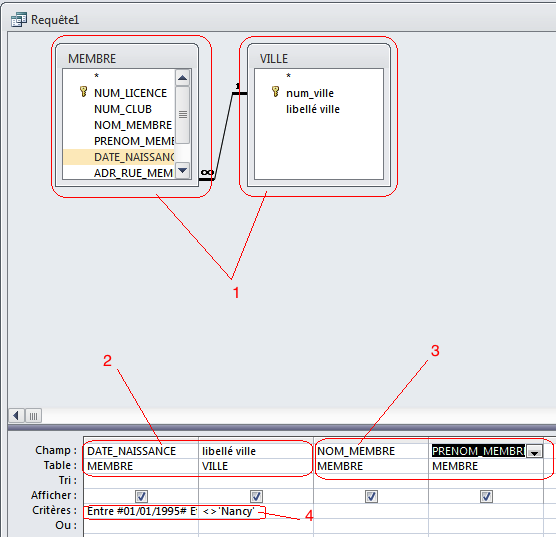 Requête1
MEMBRE
*
NUM_LICENCE
NUM_CLUB
NOM_MEMBRE
PRENOM_MEME
DATE_NAISSANC
ADR_RUE_MEM
VILLE
*
num_ville
libellé ville
1
∞
1
2
3
Champ : DATE_NAISSANCE libellé ville NOM_MEMBRE PRENOM_MEMBR
Table : MEMBRE VILLE MEMBRE MEMBRE
Tri :
Afficher :
Critères : Entre #01/01/1995# E <>'Nancy' 4
Ou :